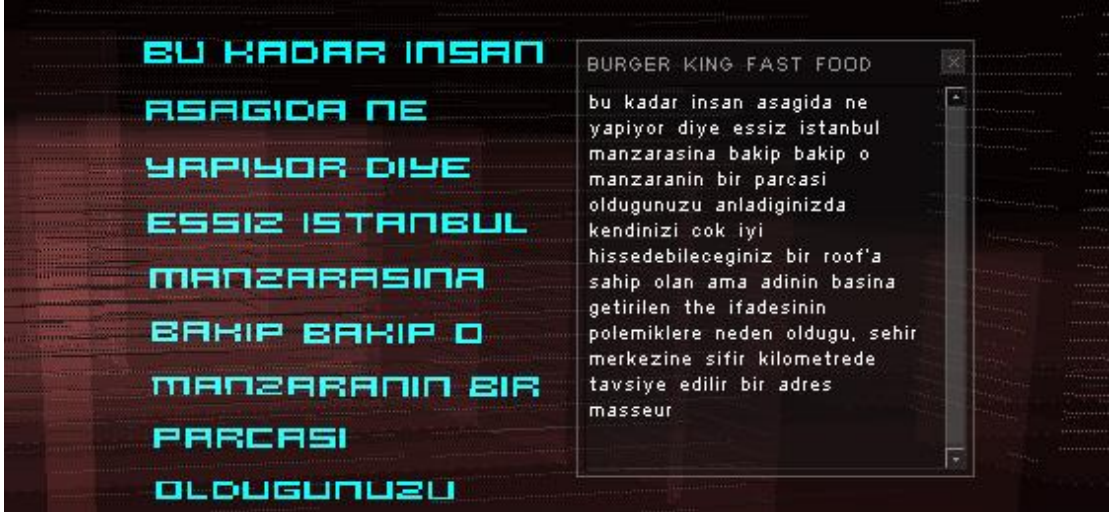 BU KADAR INSAN
ASAGIDA NE
YAPIYOR DIYE
ESSIZ ISTANBUL
MANZARASINA
BAKIP BAKIP O
MANZARANIN BIR
PARCASI
OLDUGUNUZU
BURGER KING FAST FOOD
bu kadar insan asagida ne
yapiyor diye essiz istanbul
manzarasina bakip bakip o
manzaranin bir parcasi
oldugunuzu anladiginizda
kendinizi cok iyi
hissedebileceginiz bir roof'a
sahip olan ama adinin basina
getirilen the ifadesinin
polemiklere neden oldugu, sehir
merkezine sifir kilometrede
tavsiye edilir bir adres
masseur